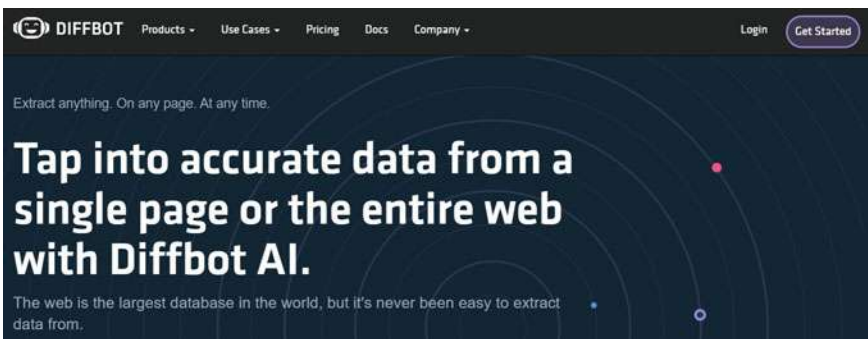 DIFFBOT Products Use Cases Pricing Docs Company Login Get Started
Extract anything. On any page. At any time.
Tap into accurate data from a
single page or the entire web
with Diffbot AI.
The web is the largest database in the world, but it's never been easy to extract
data from.